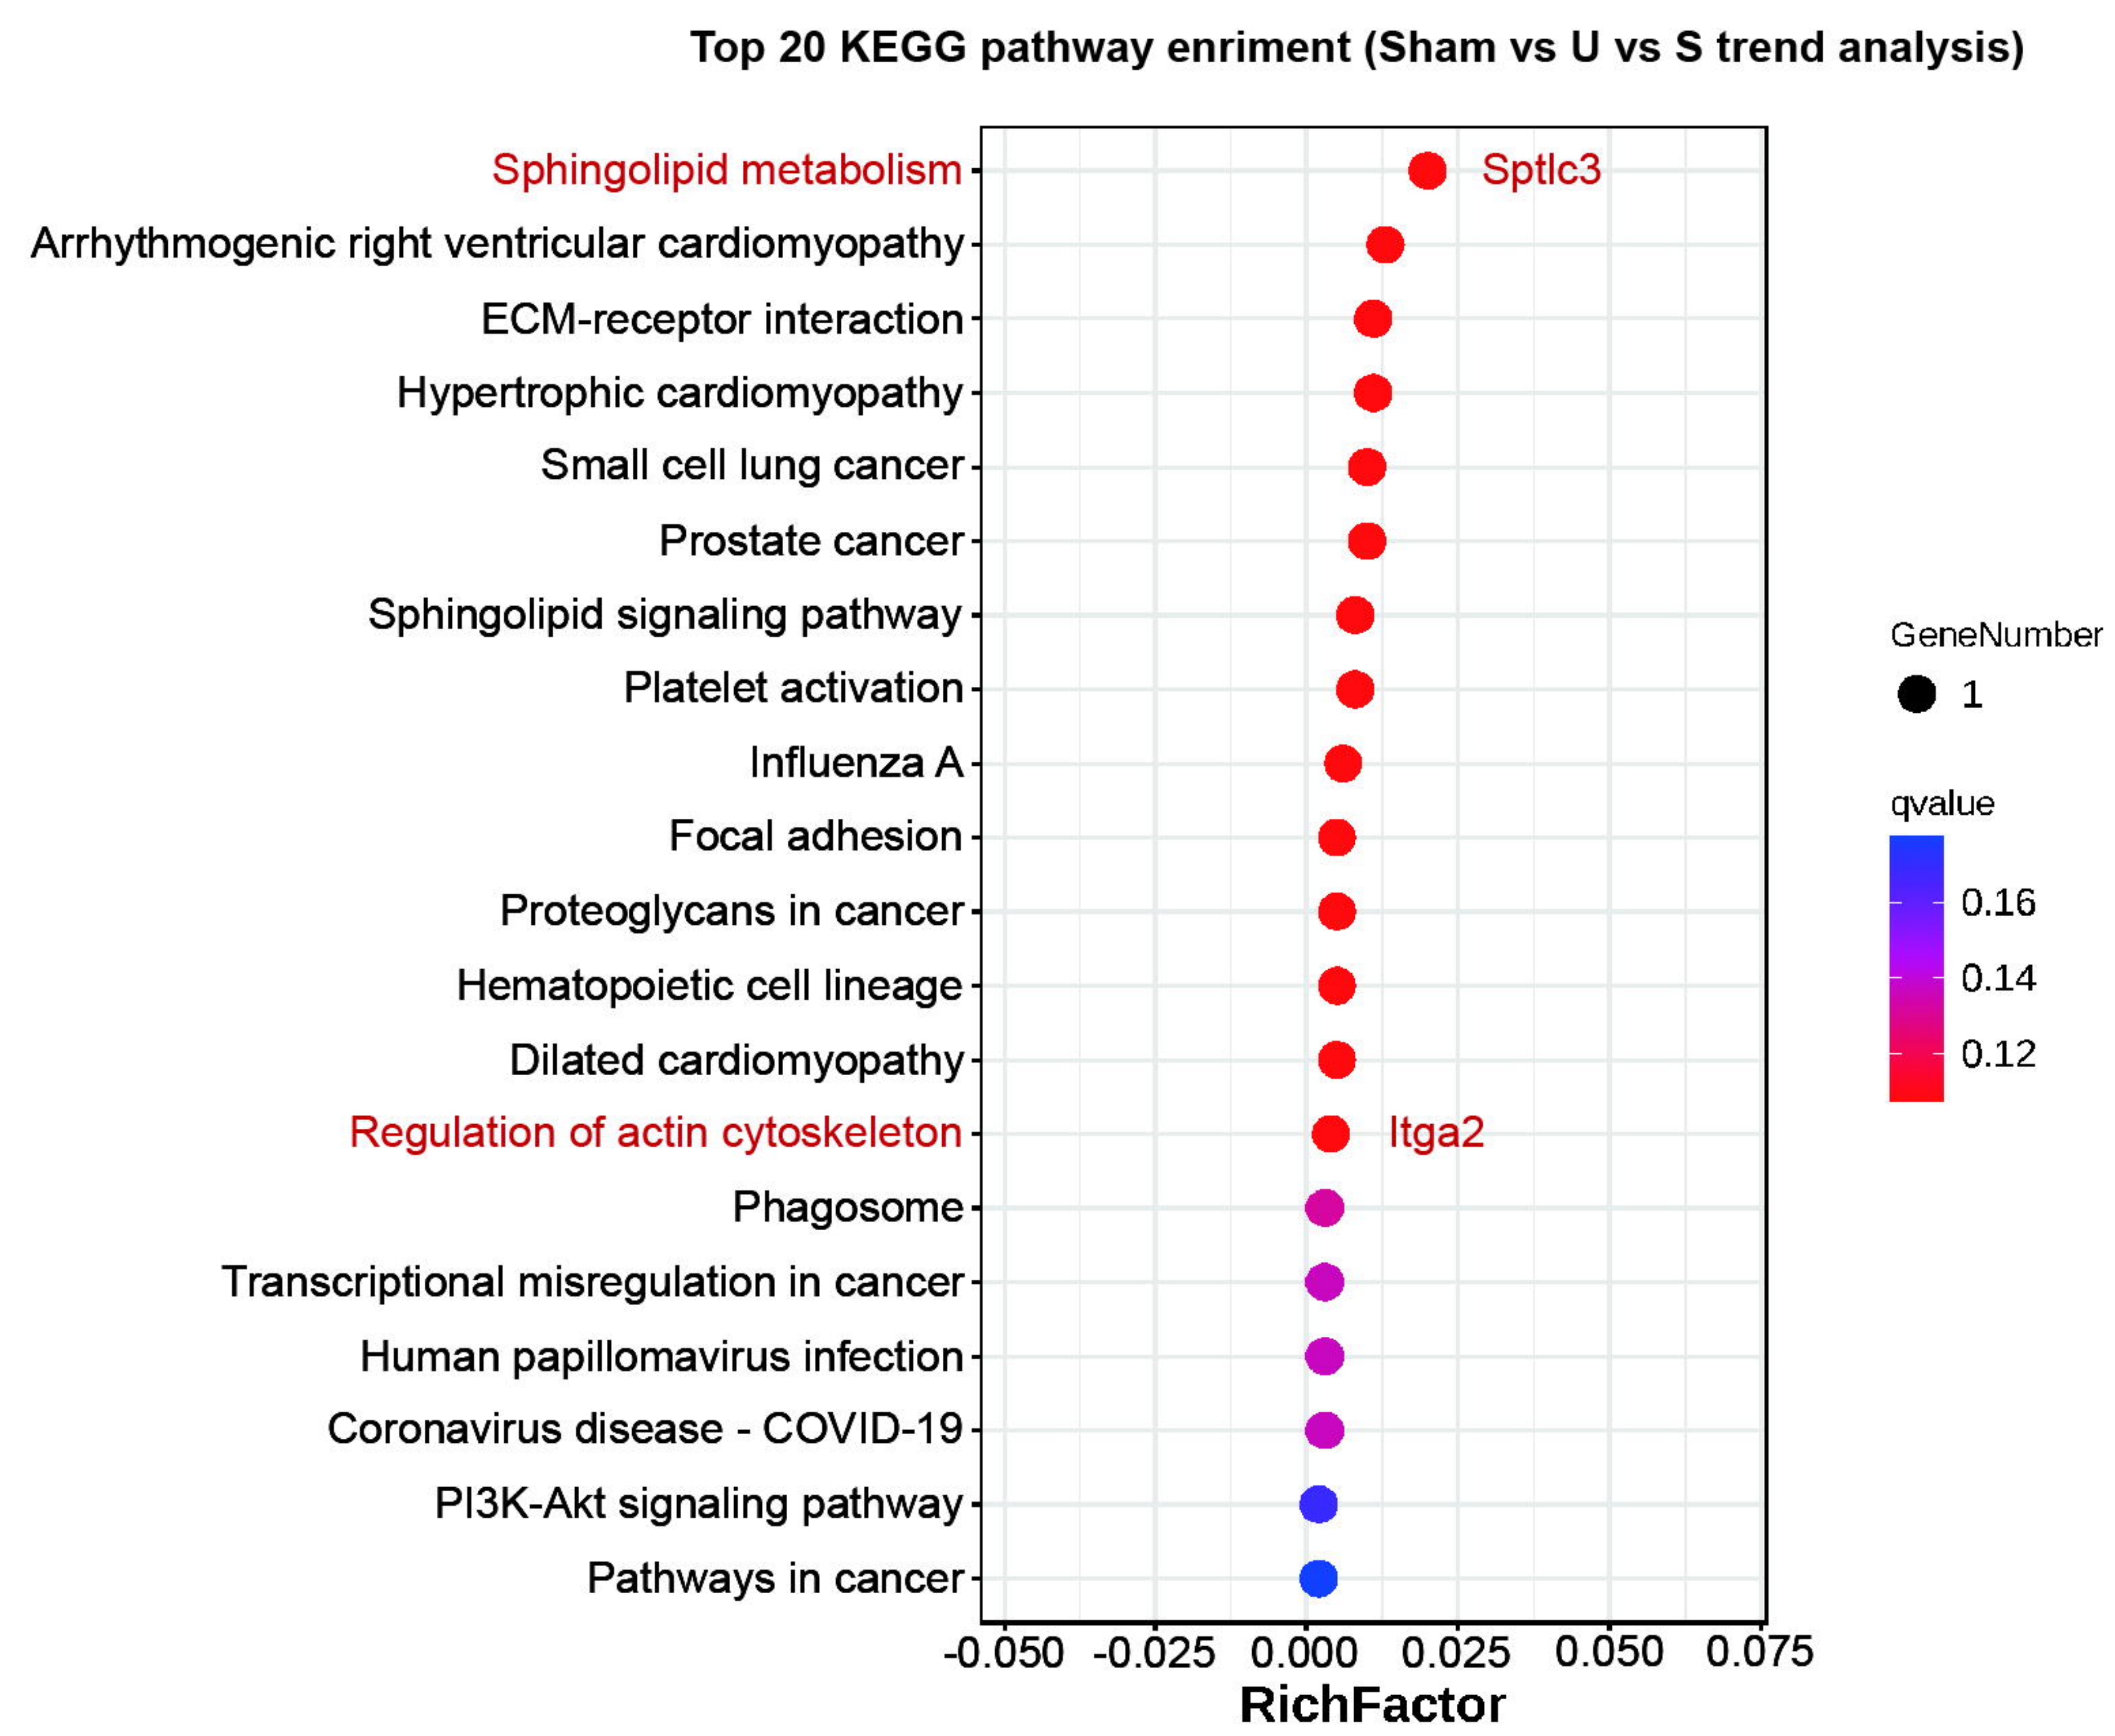 Top 20 KEGG pathway enriment (Sham vs U vs S trend analysis)
Sphingolipid metabolism
Sptlc3
Arrhythmogenic right ventricular cardiomyopathy
ECM-receptor interaction
Hypertrophic cardiomyopathy
Small cell lung cancer
Prostate cancer
Sphingolipid signaling pathway
Platelet activation
Influenza A
Focal adhesion
Proteoglycans in cancer
Hematopoietic cell lineage
Dilated cardiomyopathy
Regulation of actin cytoskeleton
Itga2
Phagosome
Transcriptional misregulation in cancer
Human papillomavirus infection
Coronavirus disease - COVID-19
PI3K-Akt signaling pathway
Pathways in cancer
-0.050 -0.025 0.000 0.025 0.050 0.075
RichFactor
GeneNumber
1
qvalue
0.16
0.14
0.12